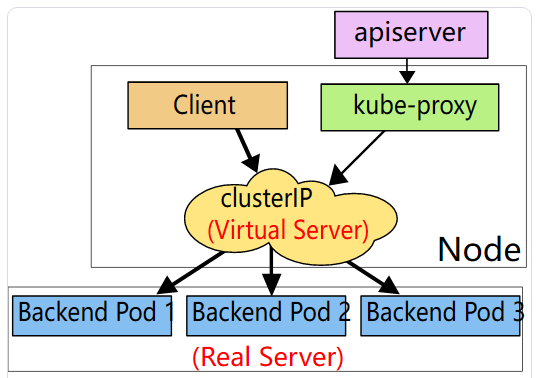 apiserver
Client
kube-proxy
clusterIP
(Virtual Server)
Node
Backend Pod 1
Backend Pod 2
Backend Pod 3
(Real Server)